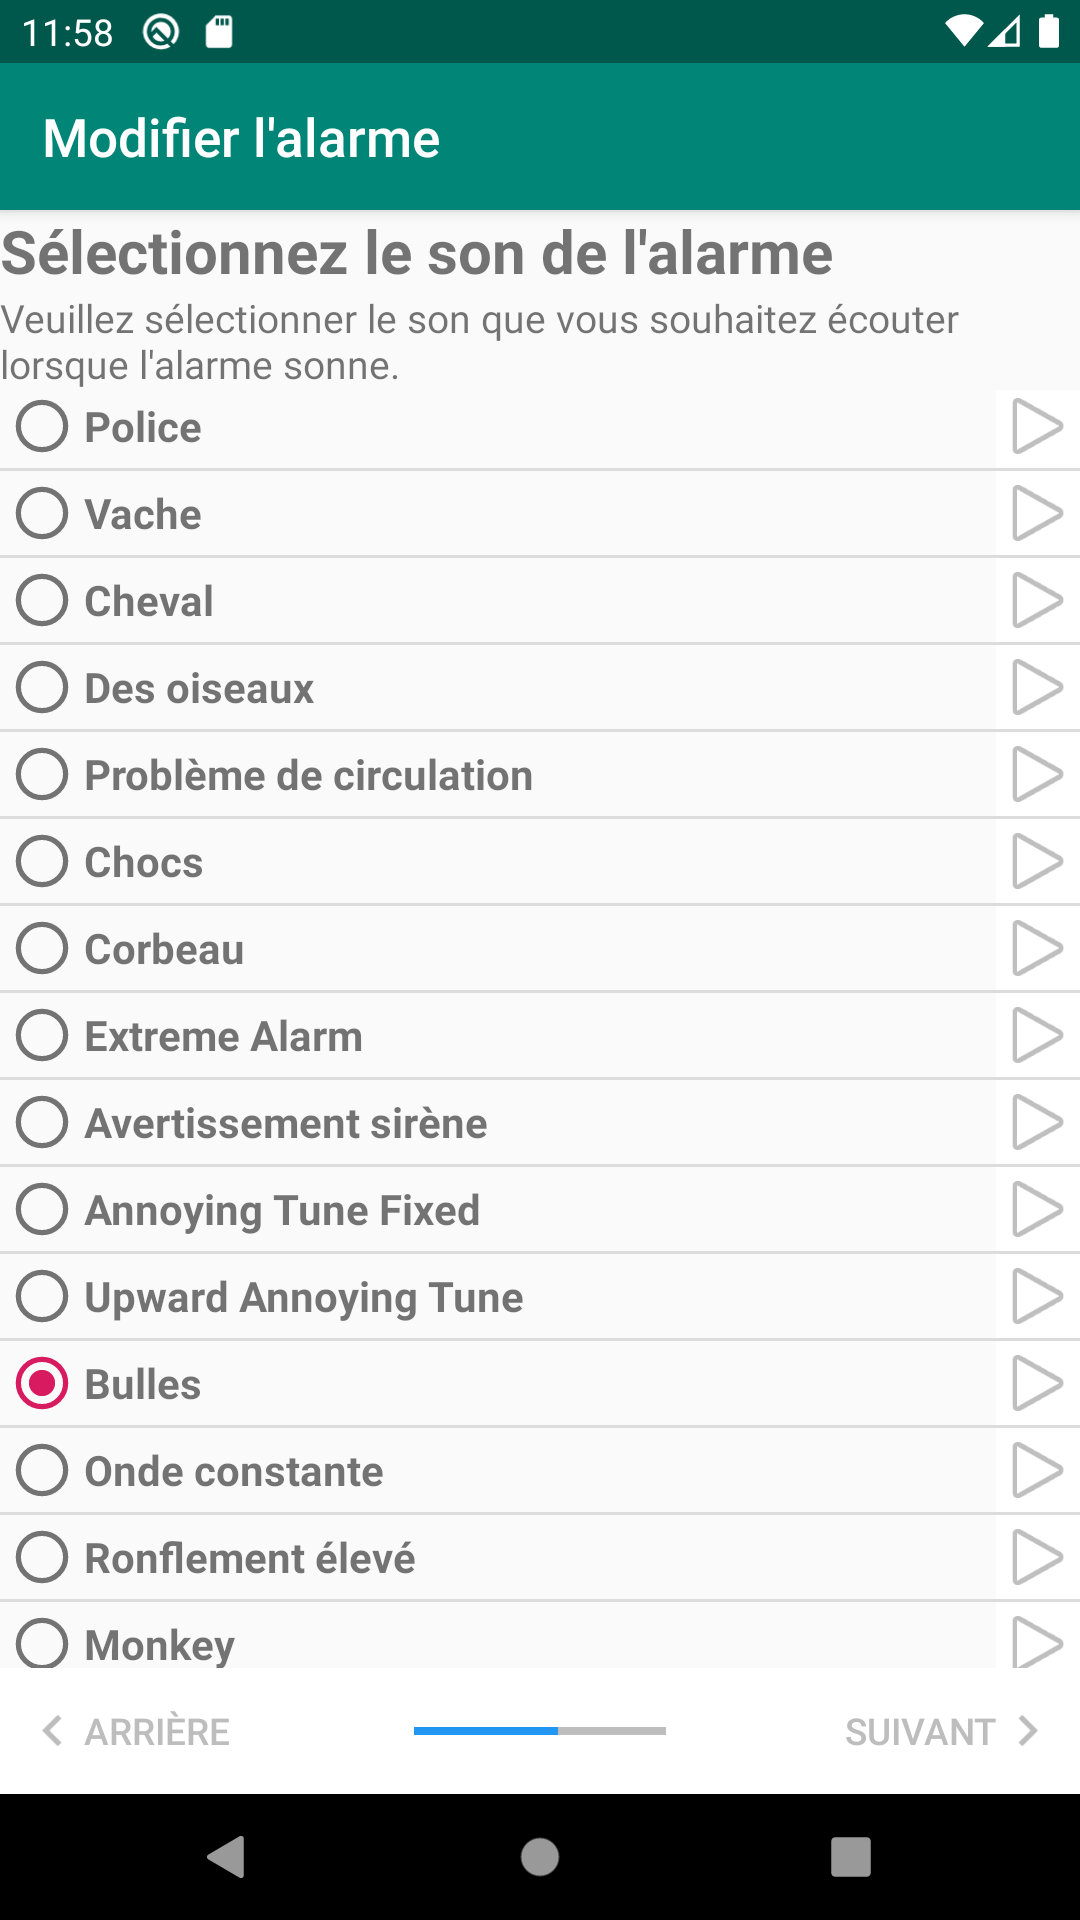 11:58
Modifier l'alarme
Sélectionnez le son de l'alarme
Veuillez sélectionner le son que vous souhaitez écouter
lorsque l'alarme sonne.
Police
Vache
Cheval
Des oiseaux
Problème de circulation
Chocs
Corbeau
Extreme Alarm
Avertissement sirène
Annoying Tune Fixed
Upward Annoying Tune
Bulles
Onde constante
Ronflement élevé
Monkey
ARRIÈRE
SUIVANT